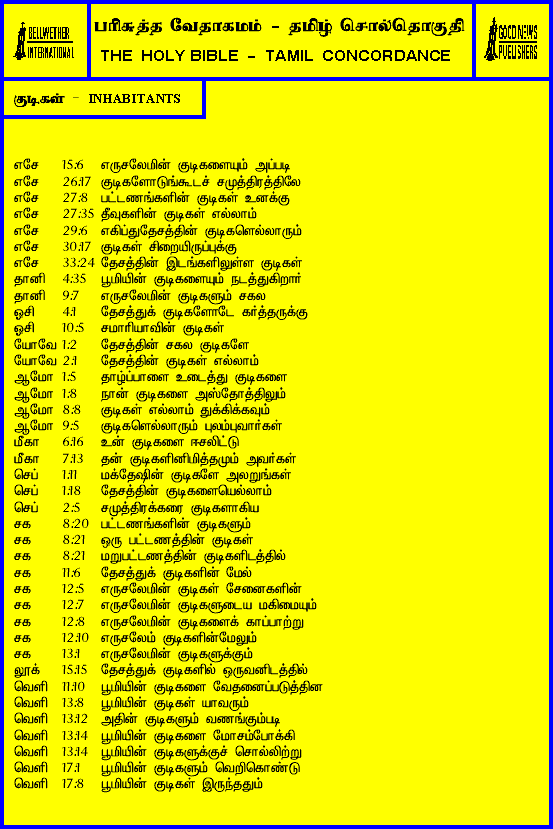 BELLWETHER
INTERNATIONAL
பரிசுத்த வேதாகமம் - தமிழ் சொல்தொகுதி
THE HOLY BIBLE - TAMIL CONCORDANCE
GOOD NEWS
PUBLISHERS
குடிகள் - INHABITANTS
எசே 15:6 எருசலேமின் குடிகளையும் அப்படி
எசே 26:17 குடிகளோடுங்கூடச் சமுத்திரத்திலே
எசே 27:8 பட்டணங்களின் குடிகள் உனக்கு
எசே 27:35 தீவுகளின் குடிகள் எல்லாம்
எசே 29:6 எகிப்துதேசத்தின் குடிகளெல்லாரும்
எசே 30:17 குடிகள் சிறையிருப்புக்கு
எசே 33:24 தேசத்தின் இடங்களிலுள்ள குடிகள்
தானி 4:35 பூமியின் குடிகளையும் நடத்துகிறார்
தானி 9:7 எருசலேமின் குடிகளும் சகல
ஓசி 4:1 தேசத்துக் குடிகளோடே கர்த்தருக்கு
ஓசி 10:5 சமாரியாவின் குடிகள்
யோவே 1:2 தேசத்தின் சகல குடிகளே
யோவே 2:1 தேசத்தின் குடிகள் எல்லாம்
ஆமோ 1:5 தாழ்ப்பாளை உடைத்து குடிகளை
ஆமோ 1:8 நான் குடிகளை அஸ்தோத்திலும்
ஆமோ 8:8 குடிகள் எல்லாம் துக்கிக்கவும்
ஆமோ 9:5 குடிகளெல்லாரும் புலம்புவார்கள்
மீகா 6:16 உன் குடிகளை ஈசலிட்டு
மீகா 7:13 தன் குடிகளினிமித்தமும் அவர்கள்
செப் 1:11 மக்தேஷின் குடிகளே அலறுங்கள்
செப் 1:18 தேசத்தின் குடிகளையெல்லாம்
செப் 2:5 சமுத்திரக்கரை குடிகளாகிய
சக 8:20 பட்டணங்களின் குடிகளும்
சக 8:21 ஒரு பட்டணத்தின் குடிகள்
சக 8:21 மறுபட்டணத்தின் குடிகளிடத்தில்
சக 11:6 தேசத்துக் குடிகளின் மேல்
சக 12:5 எருசலேமின் குடிகள் சேனைகளின்
சக 12:7 எருசலேமின் குடிகளுடைய மகிமையும்
சக 12:8 எருசலேமின் குடிகளைக் காப்பாற்று
சக 12:10 எருசலேம் குடிகளின்மேலும்
சக 13:1 எருசலேமின் குடிகளுக்கும்
லூக் 15:15 தேசத்துக் குடிகளில் ஒருவனிடத்தில்
வெளி 11:10 பூமியின் குடிகளை வேதனைப்படுத்தின
வெளி 13:8 பூமியின் குடிகள் யாவரும்
வெளி 13:12 அதின் குடிகளும் வணங்கும்படி
வெளி 13:14 பூமியின் குடிகளை மோசம்போக்கி
வெளி 13:14 பூமியின் குடிகளுக்குச் சொல்லிற்று
வெளி 17:1 பூமியின் குடிகளும் வெறிகொண்டு
வெளி 17:8 பூமியின் குடிகள் இருந்ததும்